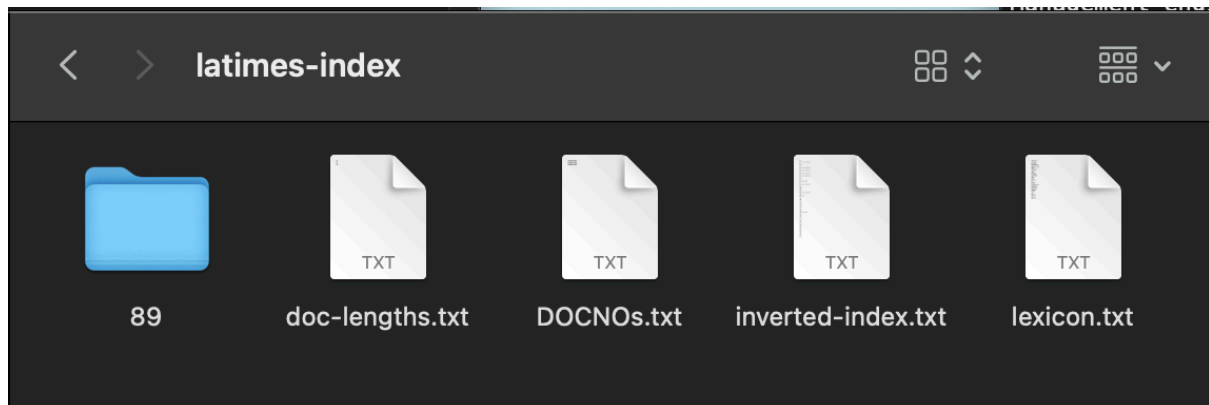 latimes-index
TXT
TXT
TXT
TXT
89
doc-lengths.txt
DOCNOs.txt
inverted-index.txt
lexicon.txt